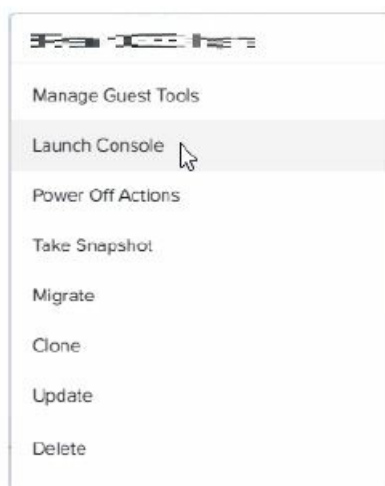 Manage Guest Tools
Launch Console
Power Off Actions
Take Snapshot
Migrate
Clone
Update
Delete